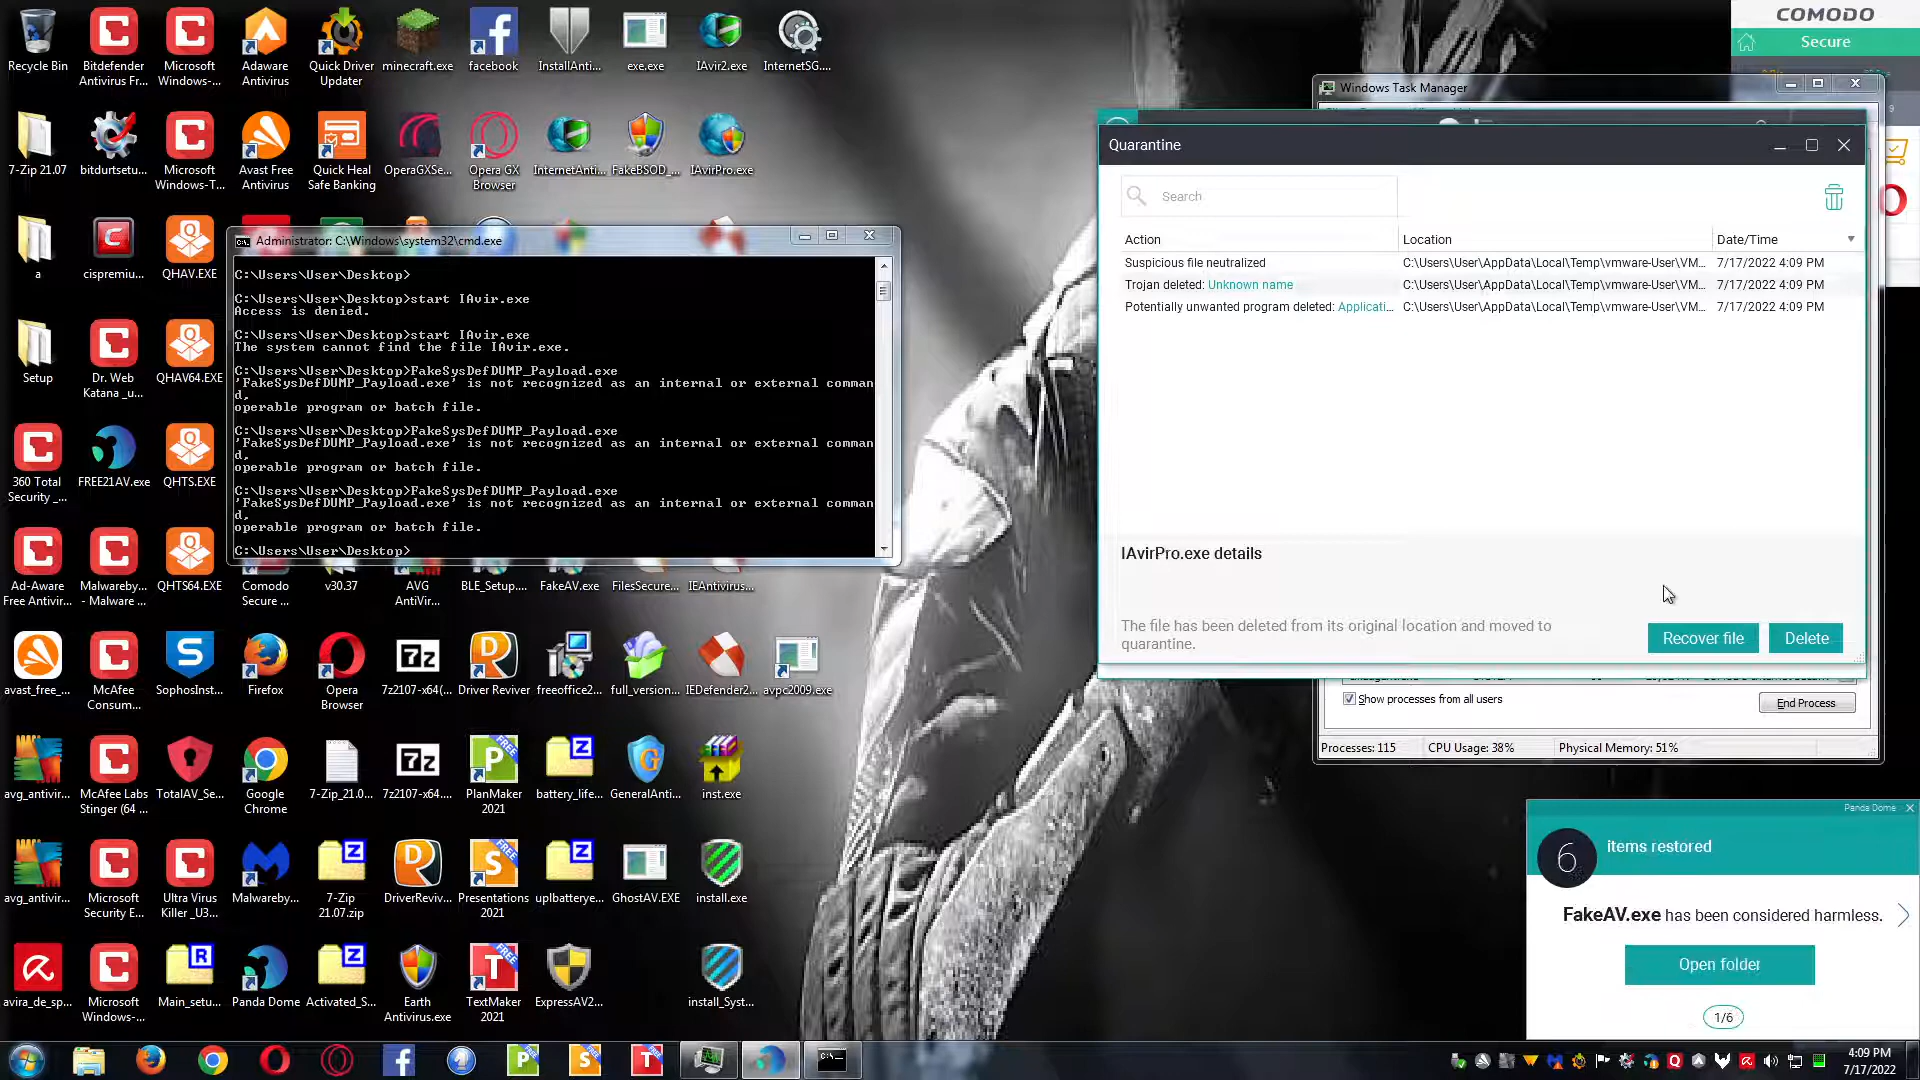 Recycle Bin
Bitdefender Antivirus Fr...
Microsoft Windows-...
Adaware Antivirus
Quick Driver Updater
minecraft.exe
facebook
InstallAnti...
exe.exe
IAvir2.exe
InternetSG....
7-Zip 21.07
bitdurtsetu...
Microsoft Windows-T...
Avast Free Antivirus
Quick Heal Safe Banking
OperaGXSe...
Opera GX Browser
InternetAnti...
FakeBSOD_...
IAvirPro.exe
a
cispremiu...
QHAV.EXE
Setup
Dr. Web Katana _u...
QHAV64.EXE
360 Total Security _...
FREE21AV.exe
QHTS.EXE
Administrator: C:\Windows\system32\cmd.exe
C:\Users\User\Desktop>
C:\Users\User\Desktop>start IAvir.exe
Access is denied.
C:\Users\User\Desktop>start IAvir.exe
The system cannot find the file IAvir.exe.
C:\Users\User\Desktop>FakeSysDefDUMP_Payload.exe
'FakeSysDefDUMP_Payload.exe' is not recognized as an internal or external comman
d,
operable program or batch file.
C:\Users\User\Desktop>FakeSysDefDUMP_Payload.exe
'FakeSysDefDUMP_Payload.exe' is not recognized as an internal or external comman
d,
operable program or batch file.
C:\Users\User\Desktop>FakeSysDefDUMP_Payload.exe
'FakeSysDefDUMP_Payload.exe' is not recognized as an internal or external comman
d,
operable program or batch file.
C:\Users\User\Desktop>
Ad-Aware Free Antivir...
Malwareby... - Malware ...
QHTS64.EXE
Comodo Secure ...
v30.37
AVG AntiVir...
BLE_Setup....
FakeAV.exe
FilesSecure...
IEAntivirus...
avast_free_...
McAfee Consum...
SophosInst...
Firefox
Opera Browser
7z2107-x64(...
Driver Reviver
freeoffice2...
full_version...
IEDefender2...
avpc2009.exe
avg_antivir...
McAfee Labs Stinger (64 ...
TotalAV_Se...
Google Chrome
7-Zip_21.0...
7z2107-x64....
PlanMaker 2021
battery_life...
GeneralAnti...
inst.exe
avg_antivir...
Microsoft Security E...
Ultra Virus Killer _U3...
Malwareby...
7-Zip 21.07.zip
DriverReviv...
Presentations 2021
uplbatterye...
GhostAV.EXE
install.exe
avira_de_sp...
Microsoft Windows-...
Main_setu...
Panda Dome
Activated_S...
Earth Antivirus.exe
TextMaker 2021
ExpressAV2...
install_Syst...
COMODO
Secure
Windows Task Manager
Quarantine
Search
Action Location Date/Time
Suspicious file neutralized C:\Users\User\AppData\Local\Temp\vmware-User\VM... 7/17/2022 4:09 PM
Trojan deleted: Unknown name C:\Users\User\AppData\Local\Temp\vmware-User\VM... 7/17/2022 4:09 PM
Potentially unwanted program deleted: Applicati... C:\Users\User\AppData\Local\Temp\vmware-User\VM... 7/17/2022 4:09 PM
IAvirPro.exe details
The file has been deleted from its original location and moved to
quarantine.
Recover file
Delete
Show processes from all users
End Process
Processes: 115 CPU Usage: 38% Physical Memory: 51%
Panda Dome
6 items restored
FakeAV.exe has been considered harmless.
Open folder
1/6
4:09 PM
7/17/2022